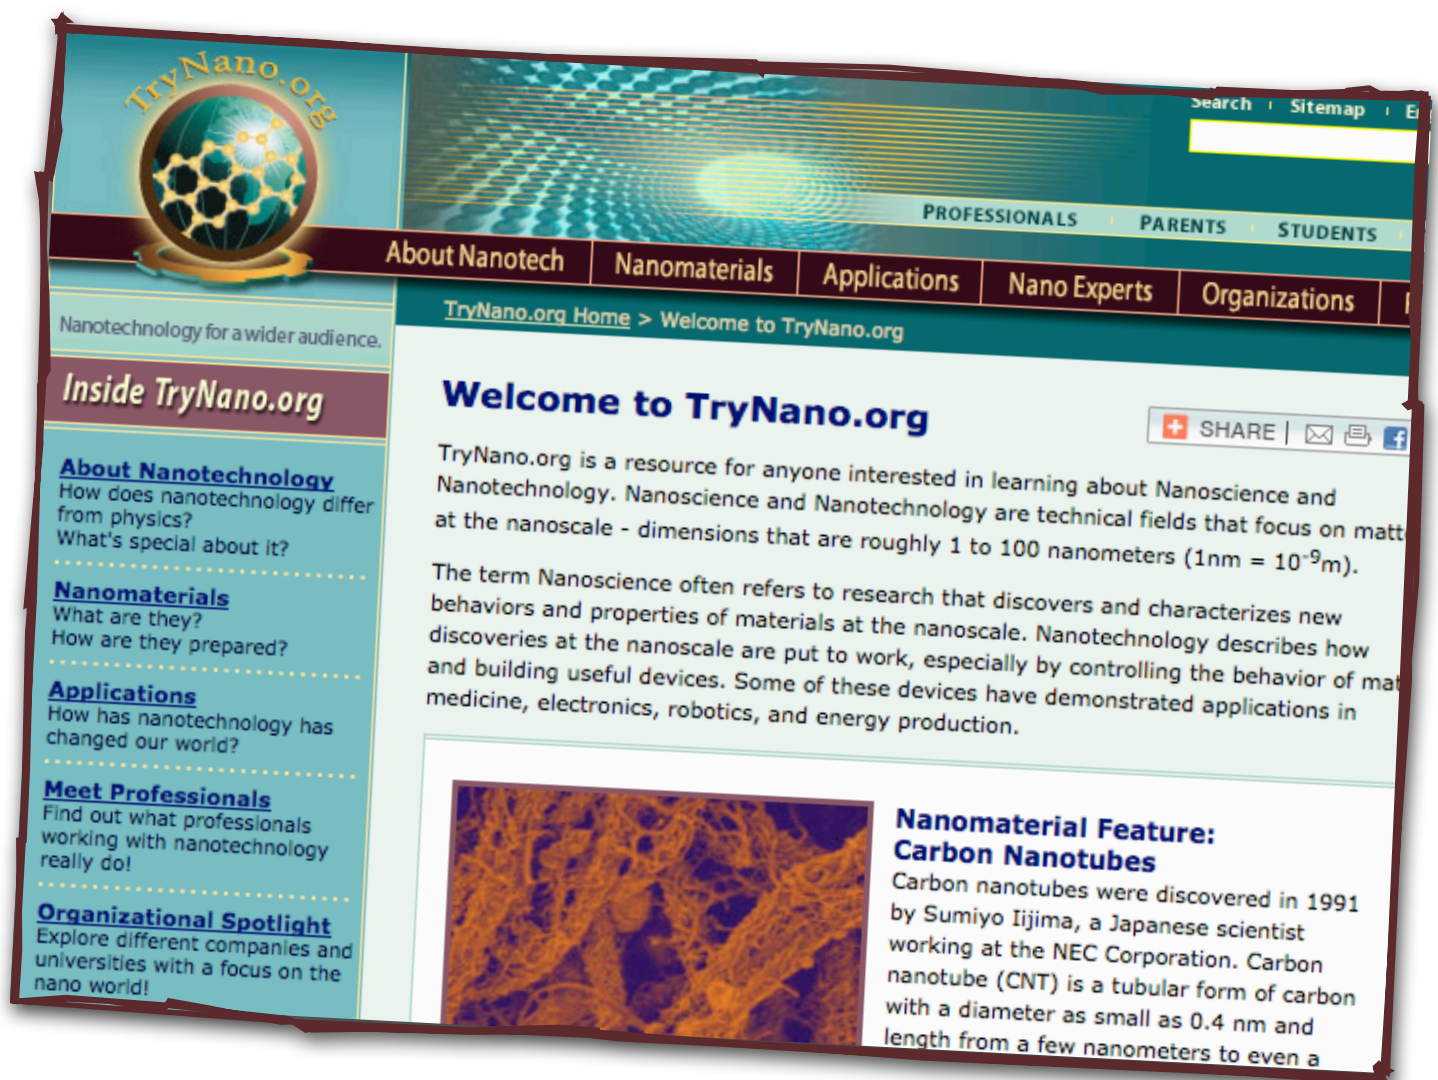 TryNano.org
Search
Sitemap
PROFESSIONALS
PARENTS
STUDENTS
About Nanotech
Nanomaterials
Applications
Nano Experts
Organizations
TryNano.org Home > Welcome to TryNano.org
Nanotechnology for a wider audience.
Inside TryNano.org
About Nanotechnology
How does nanotechnology differ
from physics?
What's special about it?
Nanomaterials
What are they?
How are they prepared?
Applications
How has nanotechnology has
changed our world?
Meet Professionals
Find out what professionals
working with nanotechnology
really do!
Organizational Spotlight
Explore different companies and
universities with a focus on the
nano world!
Welcome to TryNano.org
SHARE |
TryNano.org is a resource for anyone interested in learning about Nanoscience and
Nanotechnology. Nanoscience and Nanotechnology are technical fields that focus on
at the nanoscale - dimensions that are roughly 1 to 100 nanometers (1nm = 10⁻⁹m).
The term Nanoscience often refers to research that discovers and characterizes new
behaviors and properties of materials at the nanoscale. Nanotechnology describes how
discoveries at the nanoscale are put to work, especially by controlling the behavior of
and building useful devices. Some of these devices have demonstrated applications in
medicine, electronics, robotics, and energy production.
Nanomaterial Feature:
Carbon Nanotubes
Carbon nanotubes were discovered in 1991
by Sumiyo Iijima, a Japanese scientist
working at the NEC Corporation. Carbon
nanotube (CNT) is a tubular form of carbon
with a diameter as small as 0.4 nm and
length from a few nanometers to even a